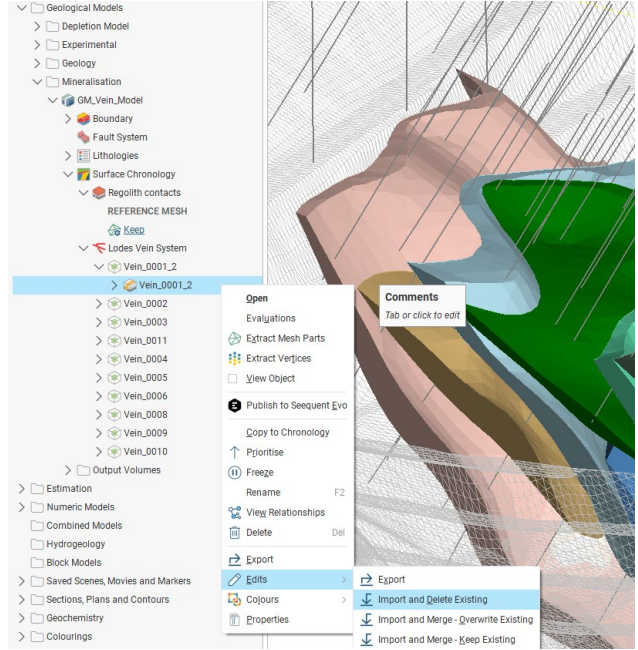 Geological Models
Depletion Model
Experimental
Geology
Mineralisation
GM_Vein_Model
Boundary
Fault System
Lithologies
Surface Chronology
Regolith contacts
REFERENCE MESH
Keep
Lodes Vein System
Vein_0001_2
Vein_0001_2
Vein_0002
Vein_0003
Vein_0011
Vein_0004
Vein_0005
Vein_0006
Vein_0008
Vein_0009
Vein_0010
Output Volumes
Estimation
Numeric Models
Combined Models
Hydrogeology
Block Models
Saved Scenes, Movies and Markers
Sections, Plans and Contours
Geochemistry
Colourings
Open
Evaluations
Extract Mesh Parts
Extract Vertices
View Object
Publish to Seequent Evo
Copy to Chronology
Prioritise
Freeze
Rename F2
View Relationships
Delete Del
Export
Edits
Colours
Properties
Comments
Tab or click to edit
Export
Import and Delete Existing
Import and Merge - Overwrite Existing
Import and Merge - Keep Existing